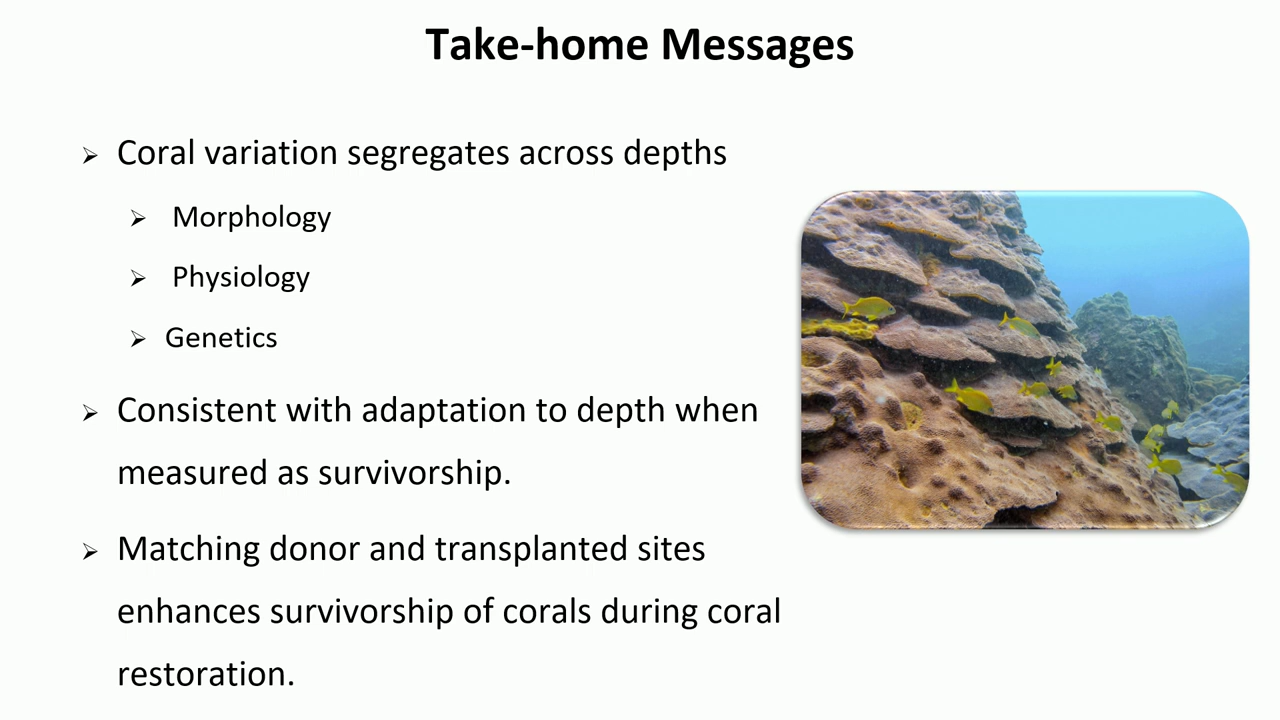 Take-home Messages
Coral variation segregates across depths
Morphology
Physiology
Genetics
Consistent with adaptation to depth when
measured as survivorship.
Matching donor and transplanted sites
enhances survivorship of corals during coral
restoration.